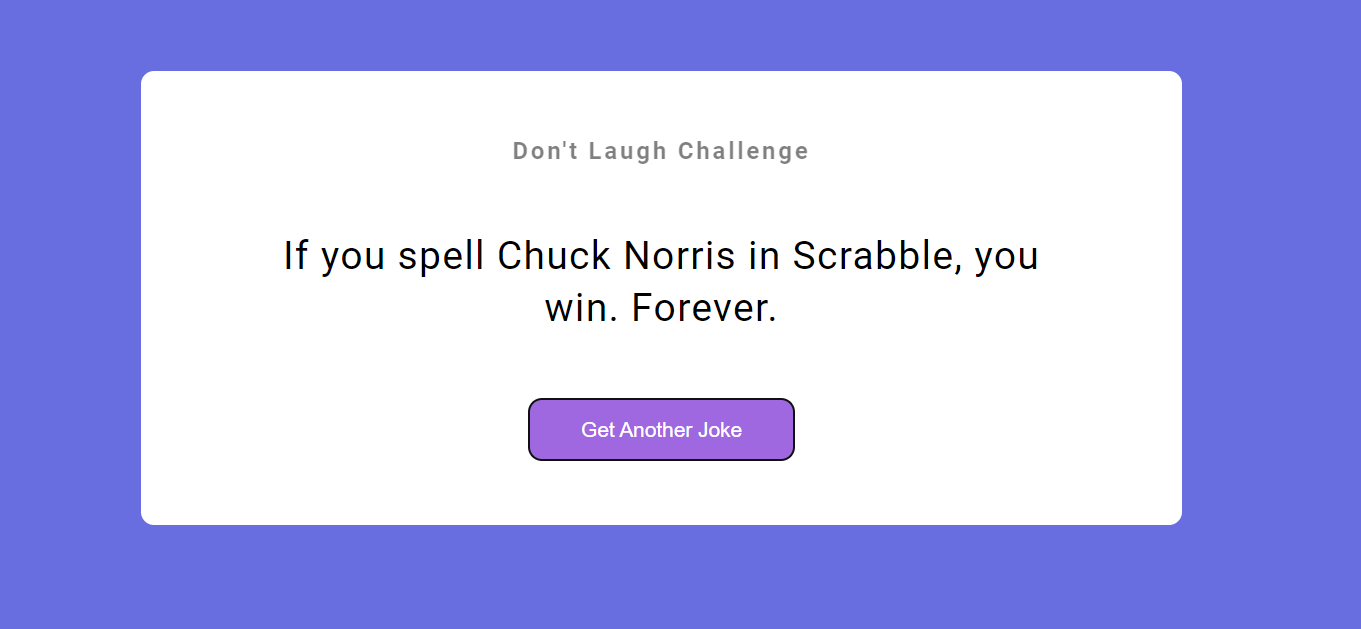 Don't Laugh Challenge
If you spell Chuck Norris in Scrabble, you
win. Forever.
Get Another Joke